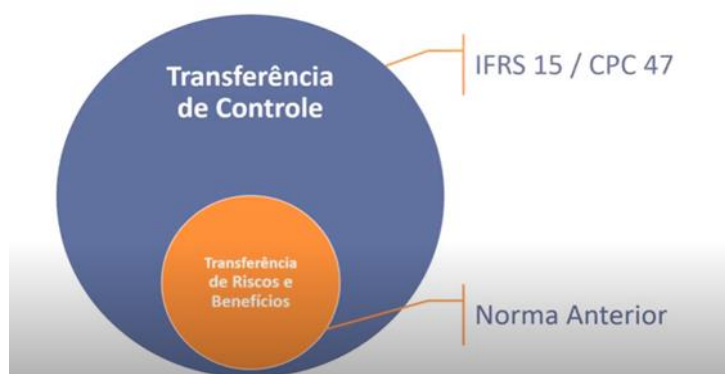 Transferência
de Controle
IFRS 15 / CPC 47
Transferência
de Riscos e
Benefícios
Norma Anterior